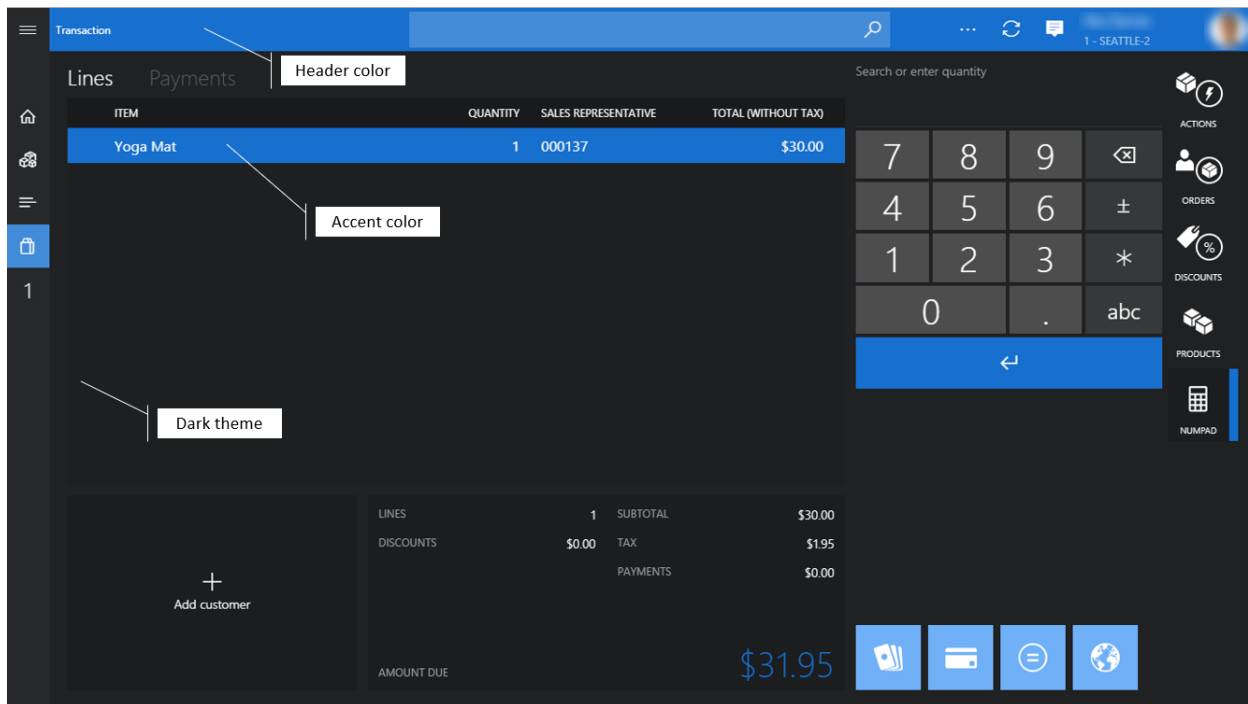 Transaction
1 - SEATTLE-2
Header color
Lines Payments
Search or enter quantity
ITEM QUANTITY SALES REPRESENTATIVE TOTAL (WITHOUT TAX)
Yoga Mat 1 000137 $30.00
Accent color
Dark theme
1
7 8 9
4 5 6 ±
1 2 3 *
0 . abc
ACTIONS
ORDERS
DISCOUNTS
PRODUCTS
NUMPAD
Add customer
LINES 1 SUBTOTAL $30.00
DISCOUNTS $0.00 TAX $1.95
PAYMENTS $0.00
AMOUNT DUE $31.95